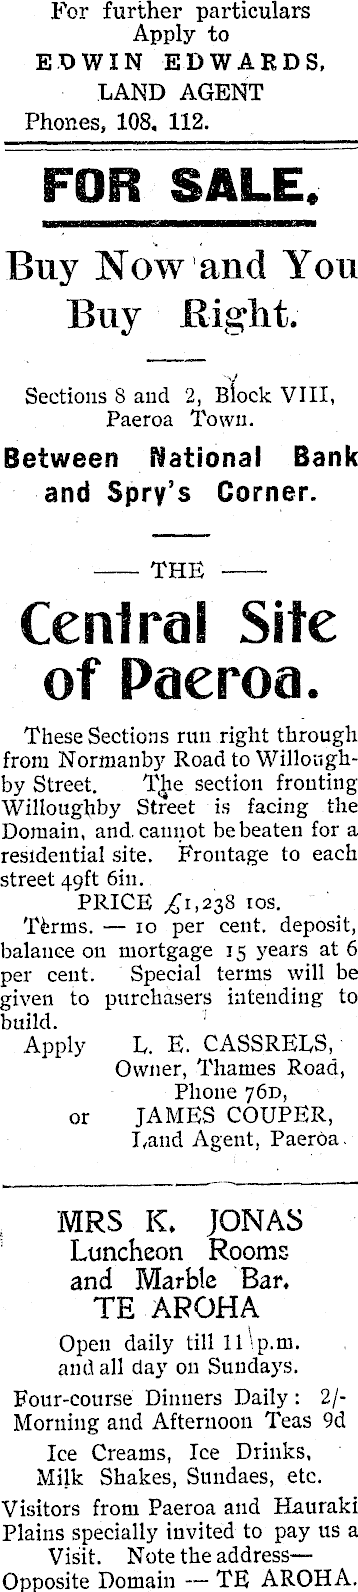 For further particulars
Apply to
EDWIN EDWARDS,
LAND AGENT
Phones, 108, 112.
FOR SALE.
Buy Now and You
Buy Right.
Sections 8 and 2, Block VIII,
Paeroa Town.
Between National Bank
and Spry's Corner.
— THE —
Central Site
of Paeroa.
These Sections run right through
from Normanby Road to Willough-
by Street. The section fronting
Willoughby Street is facing the
Domain, and cannot be beaten for a
residential site. Frontage to each
street 49ft 6in.
PRICE £1,238 10s.
Terms. — 10 per cent. deposit,
balance on mortgage 15 years at 6
per cent. Special terms will be
given to purchasers intending to
build.
Apply L. E. CASSRELS,
Owner, Thames Road,
Phone 76D,
or JAMES COUPER,
Land Agent, Paeroa.
MRS K. JONAS
Luncheon Rooms
and Marble Bar.
TE AROHA
Open daily till 11 p.m.
and all day on Sundays.
Four-course Dinners Daily: 2/-
Morning and Afternoon Teas 9d
Ice Creams, Ice Drinks,
Milk Shakes, Sundaes, etc.
Visitors from Paeroa and Hauraki
Plains specially invited to pay us a
Visit. Note the address—
Opposite Domain — TE AROHA.